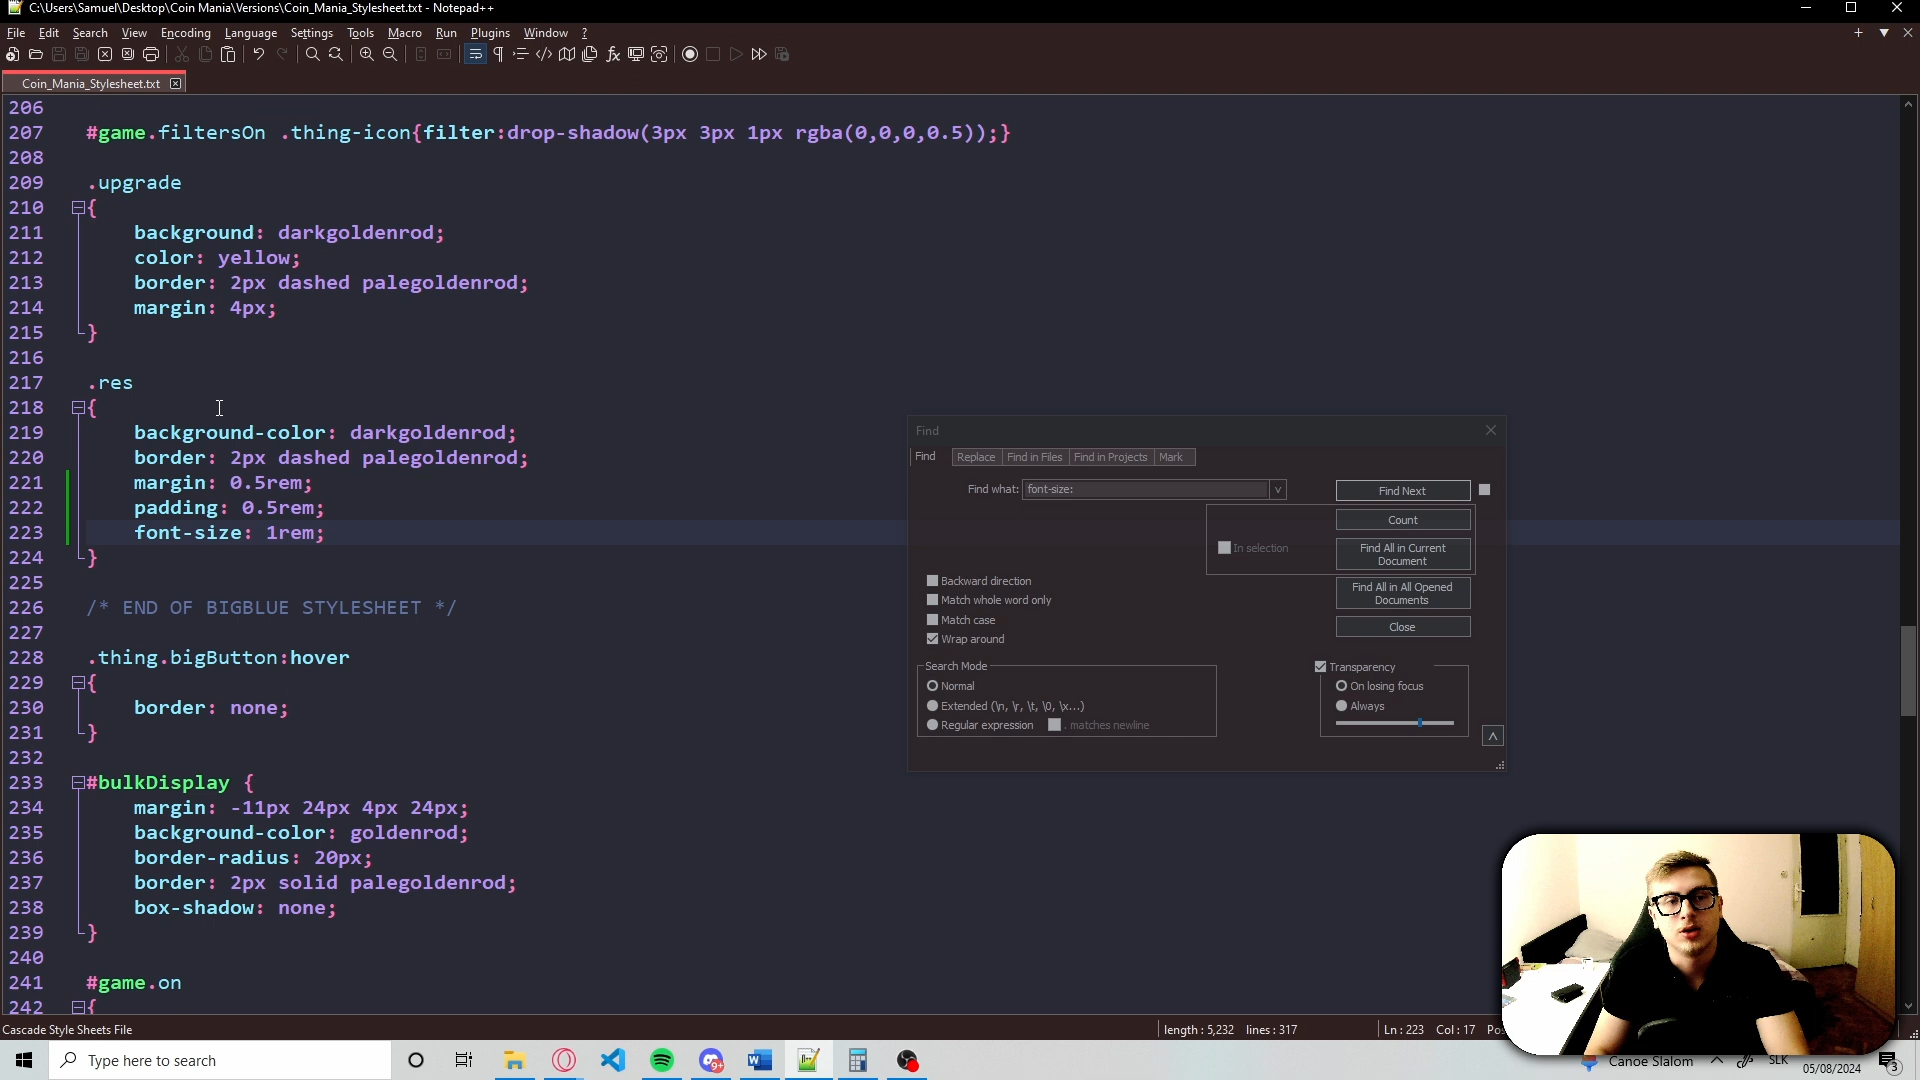 C:\Users\Samuel\Desktop\Coin Mania\Versions\Coin_Mania_Stylesheet.txt - Notepad++
File Edit Search View Encoding Language Settings Tools Macro Run Plugins Window ?
Coin_Mania_Stylesheet.txt
206
207 #game.filtersOn .thing-icon{filter:drop-shadow(3px 3px 1px rgba(0,0,0,0.5));}
208
209 .upgrade
210 {
211 background: darkgoldenrod;
212 color: yellow;
213 border: 2px dashed palegoldenrod;
214 margin: 4px;
215 }
216
217 .res
218 {
219 background-color: darkgoldenrod;
220 border: 2px dashed palegoldenrod;
221 margin: 0.5rem;
222 padding: 0.5rem;
223 font-size: 1rem;
224 }
225
226 /* END OF BIGBLUE STYLESHEET */
227
228 .thing.bigButton:hover
229 {
230 border: none;
231 }
232
233 #bulkDisplay {
234 margin: -11px 24px 4px 24px;
235 background-color: goldenrod;
236 border-radius: 20px;
237 border: 2px solid palegoldenrod;
238 box-shadow: none;
239 }
240
241 #game.on
242 {
Find
Find Replace Find in Files Find in Projects Mark
Find what: font-size:
Find Next
Count
In selection
Find All in Current Document
Find All in All Opened Documents
Close
Backward direction
Match whole word only
Match case
Wrap around
Search Mode
Normal
Extended (\n, \r, \t, \0, \x...)
Regular expression . matches newline
Transparency
On losing focus
Always
Cascade Style Sheets File length : 5,232 lines : 317 Ln : 223 Col : 17 Pos
Type here to search
Canoe Slalom
SLK
05/08/2024
3